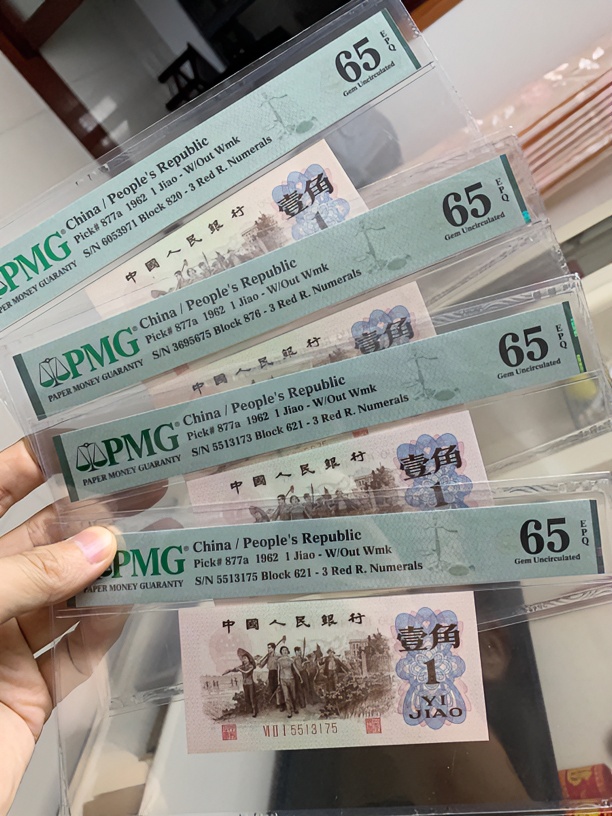 PMG
PAPER MONEY GUARANTY
China / People's Republic
Pick# 877a 1962 1 Jiao - W/Out Wmk
S/N 6053971 Block 820 - 3 Red R. Numerals
65 EPQ
Gem Uncirculated
中國人民銀行
壹角
1
PMG
PAPER MONEY GUARANTY
China / People's Republic
Pick# 877a 1962 1 Jiao - W/Out Wmk
S/N 3695675 Block 876 - 3 Red R. Numerals
65 EPQ
Gem Uncirculated
中國人民銀行
壹角
PMG
PAPER MONEY GUARANTY
China / People's Republic
Pick# 877a 1962 1 Jiao - W/Out Wmk
S/N 5513173 Block 621 - 3 Red R. Numerals
65 EPQ
Gem Uncirculated
中國人民銀行
壹角
1
PMG
PAPER MONEY GUARANTY
China / People's Republic
Pick# 877a 1962 1 Jiao - W/Out Wmk
S/N 5513175 Block 621 - 3 Red R. Numerals
65 EPQ
Gem Uncirculated
中國人民銀行
壹角
1
YI
JIAO
VI II I 5513175